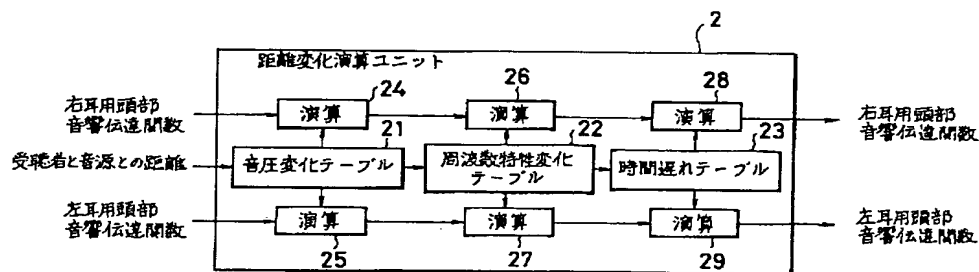 2
距離変化演算ユニット
24
26
28
右耳用頭部
音響伝達関数
演算
演算
演算
右耳用頭部
音響伝達関数
21
22
23
受聴者と音源との距離
音圧変化テーブル
周波数特性変化
テーブル
時間遅れテーブル
左耳用頭部
音響伝達関数
演算
演算
演算
左耳用頭部
音響伝達関数
25
27
29